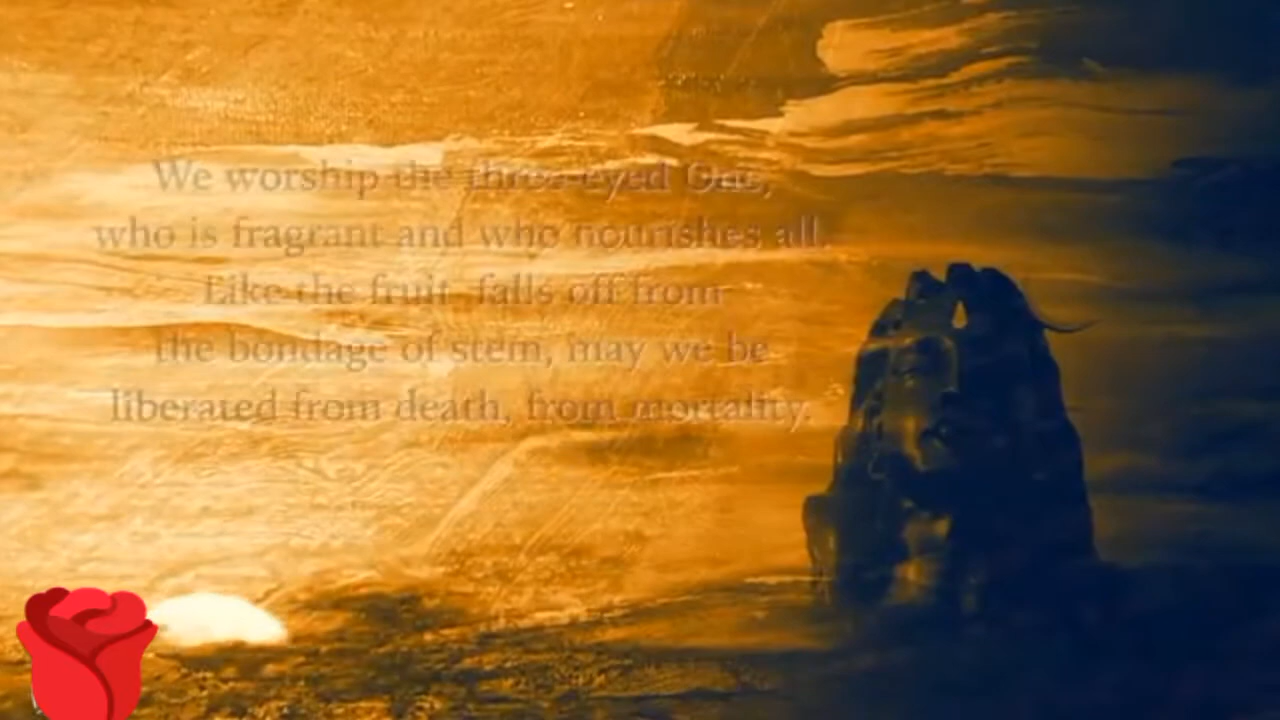 We worship the three-eyed One,
who is fragrant and who nourishes all.
Like the fruit falls off from
the bondage of stem, may we be
liberated from death, from mortality.